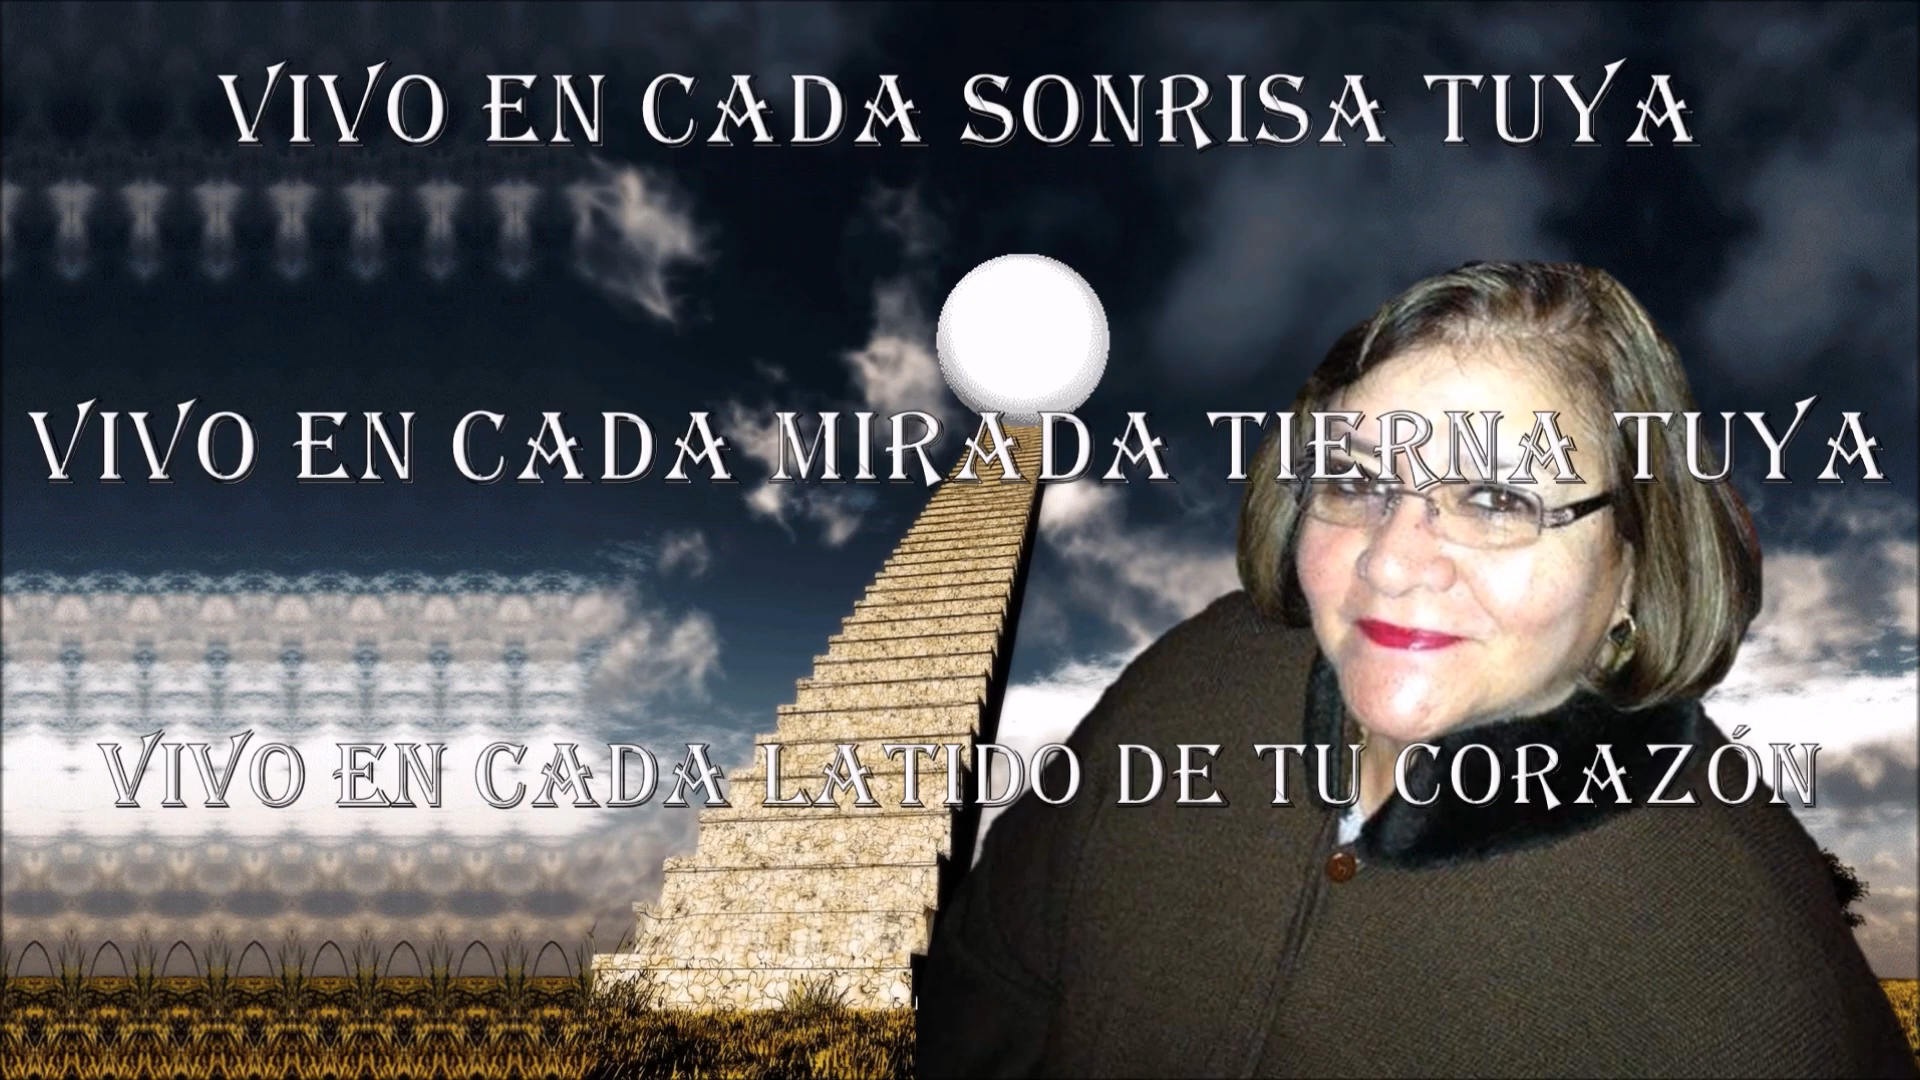 VIVO EN CADA SONRISA TUYA
VIVO EN CADA MIRADA TIERNA TUYA
VIVO EN CADA LATIDO DE TU CORAZÓN